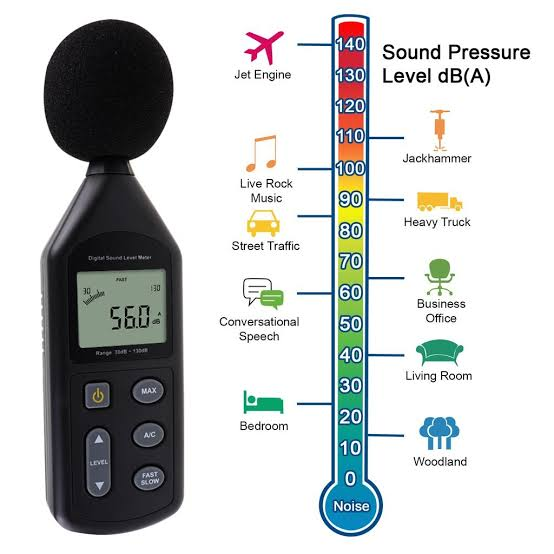 Digital Sound Level Meter
FAST
30 130
56.0 A
dB
Range 30dB ~ 130dB
MAX
LEVEL
A/C
FAST
SLOW
Sound Pressure
Level dB(A)
140
130
120
110
100
90
80
70
60
50
40
30
20
10
0
Noise
Jet Engine
Jackhammer
Live Rock
Music
Heavy Truck
Street Traffic
Business
Office
Conversational
Speech
Living Room
Bedroom
Woodland